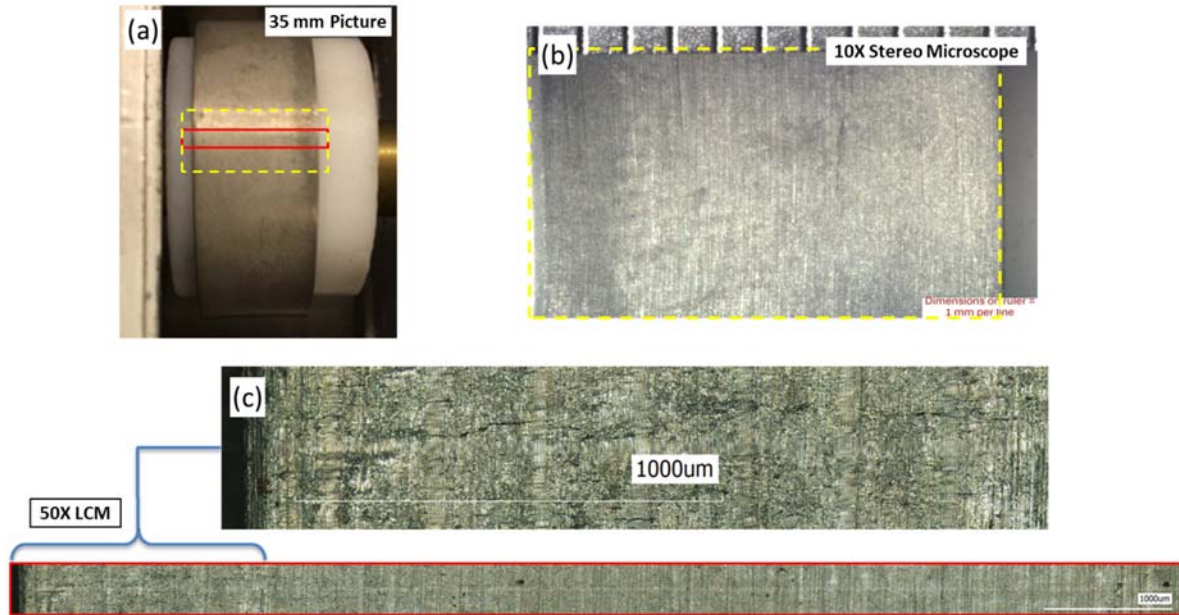 (a)
35 mm Picture
(b)
10X Stereo Microscope
Dimensions on ruler =
1 mm per line
(c)
1000um
50X LCM
1000um